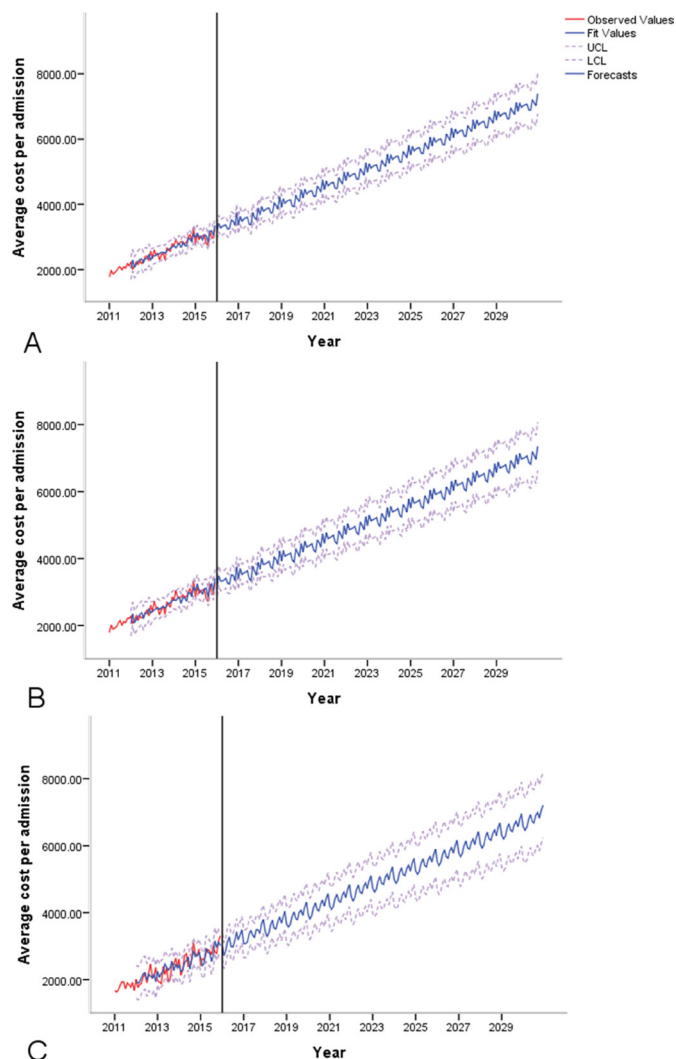 Observed Values
Fit Values
UCL
LCL
Forecasts
Average cost per admission
8000.00
6000.00
4000.00
2000.00
2011 2013 2015 2017 2019 2021 2023 2025 2027 2029
Year
A
Average cost per admission
8000.00
6000.00
4000.00
2000.00
2011 2013 2015 2017 2019 2021 2023 2025 2027 2029
Year
B
Average cost per admission
8000.00
6000.00
4000.00
2000.00
2011 2013 2015 2017 2019 2021 2023 2025 2027 2029
Year
C